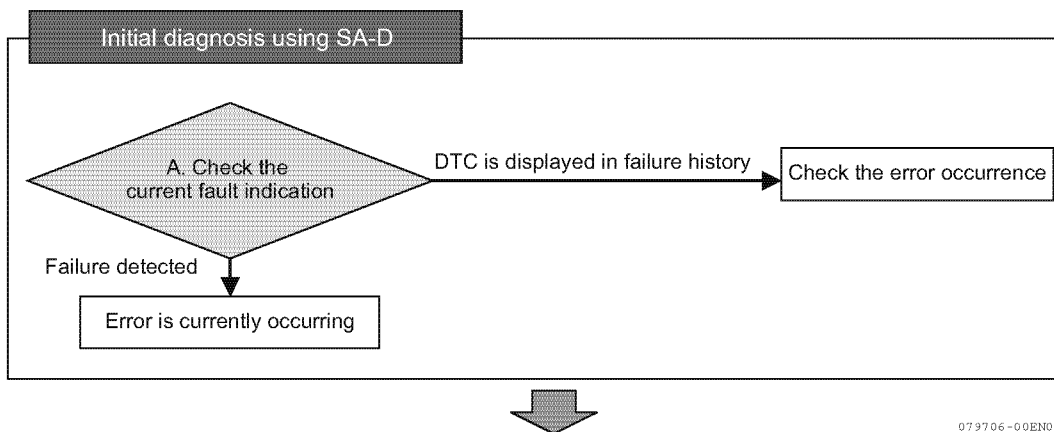 Initial diagnosis using SA-D
A. Check the
current fault indication
DTC is displayed in failure history
Check the error occurrence
Failure detected
Error is currently occurring
079706-00EN0